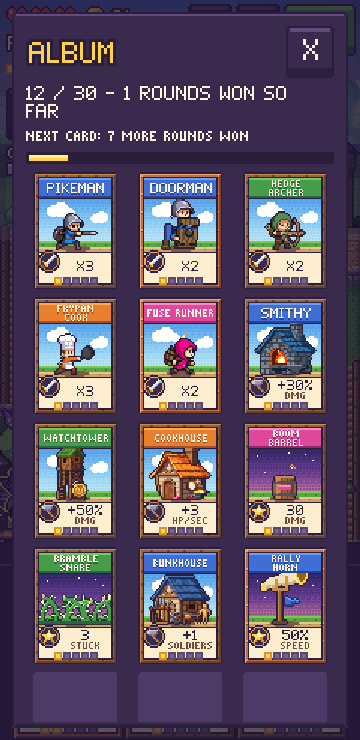 ALBUM
X
12 / 30 - 1 ROUNDS WON SO
FAR
NEXT CARD: 7 MORE ROUNDS WON
PIKEMAN
X3
DOORMAN
X2
HEDGE
ARCHER
X2
FRYPAN
COOK
X3
FUSE RUNNER
X2
SMITHY
+30%
DMG
WATCHTOWER
+50%
DMG
COOKHOUSE
+3
HP/SEC
BOOM
BARREL
30
DMG
BRAMBLE
SNARE
3
STUCK
BUNKHOUSE
+1
SOLDIERS
RALLY
HORN
50%
SPEED